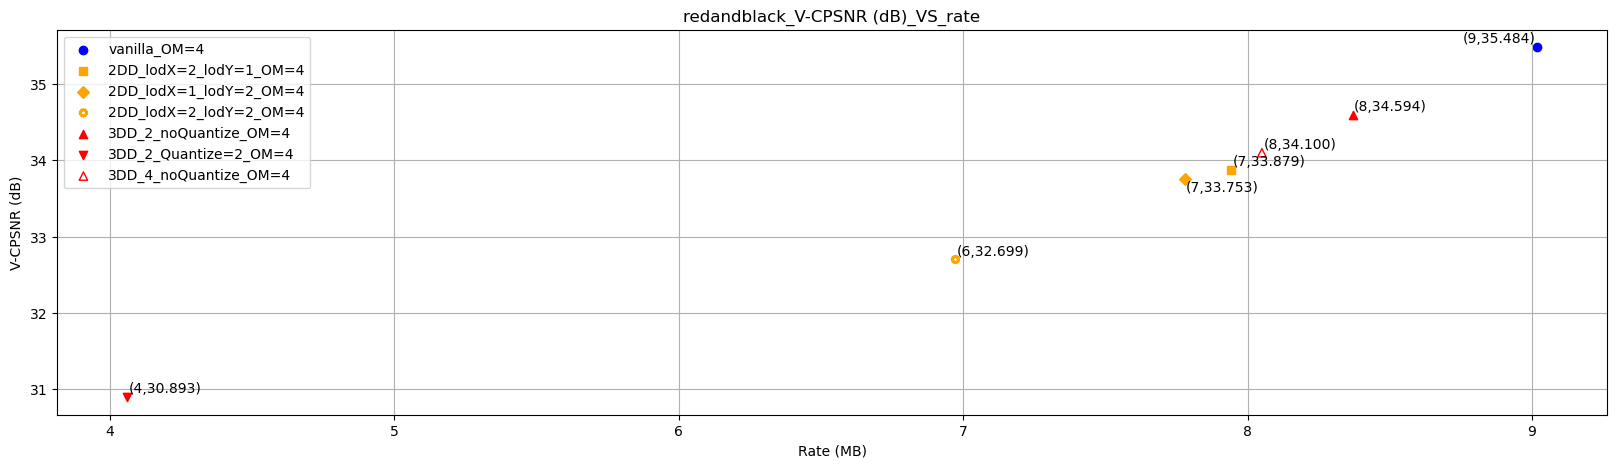 redandblack_V-CPSNR (dB)_VS_rate
vanilla_OM=4
2DD_lodX=2_lodY=1_OM=4
2DD_lodX=1_lodY=2_OM=4
2DD_lodX=2_lodY=2_OM=4
3DD_2_noQuantize_OM=4
3DD_2_Quantize=2_OM=4
3DD_4_noQuantize_OM=4
(9,35.484)
(8,34.594)
(8,34.100)
(7,33.879)
(7,33.753)
(6,32.699)
(4,30.893)
V-CPSNR (dB)
35
34
33
32
31
4 5 6 7 8 9
Rate (MB)